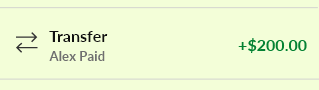 Transfer
Alex Paid
+$200.00